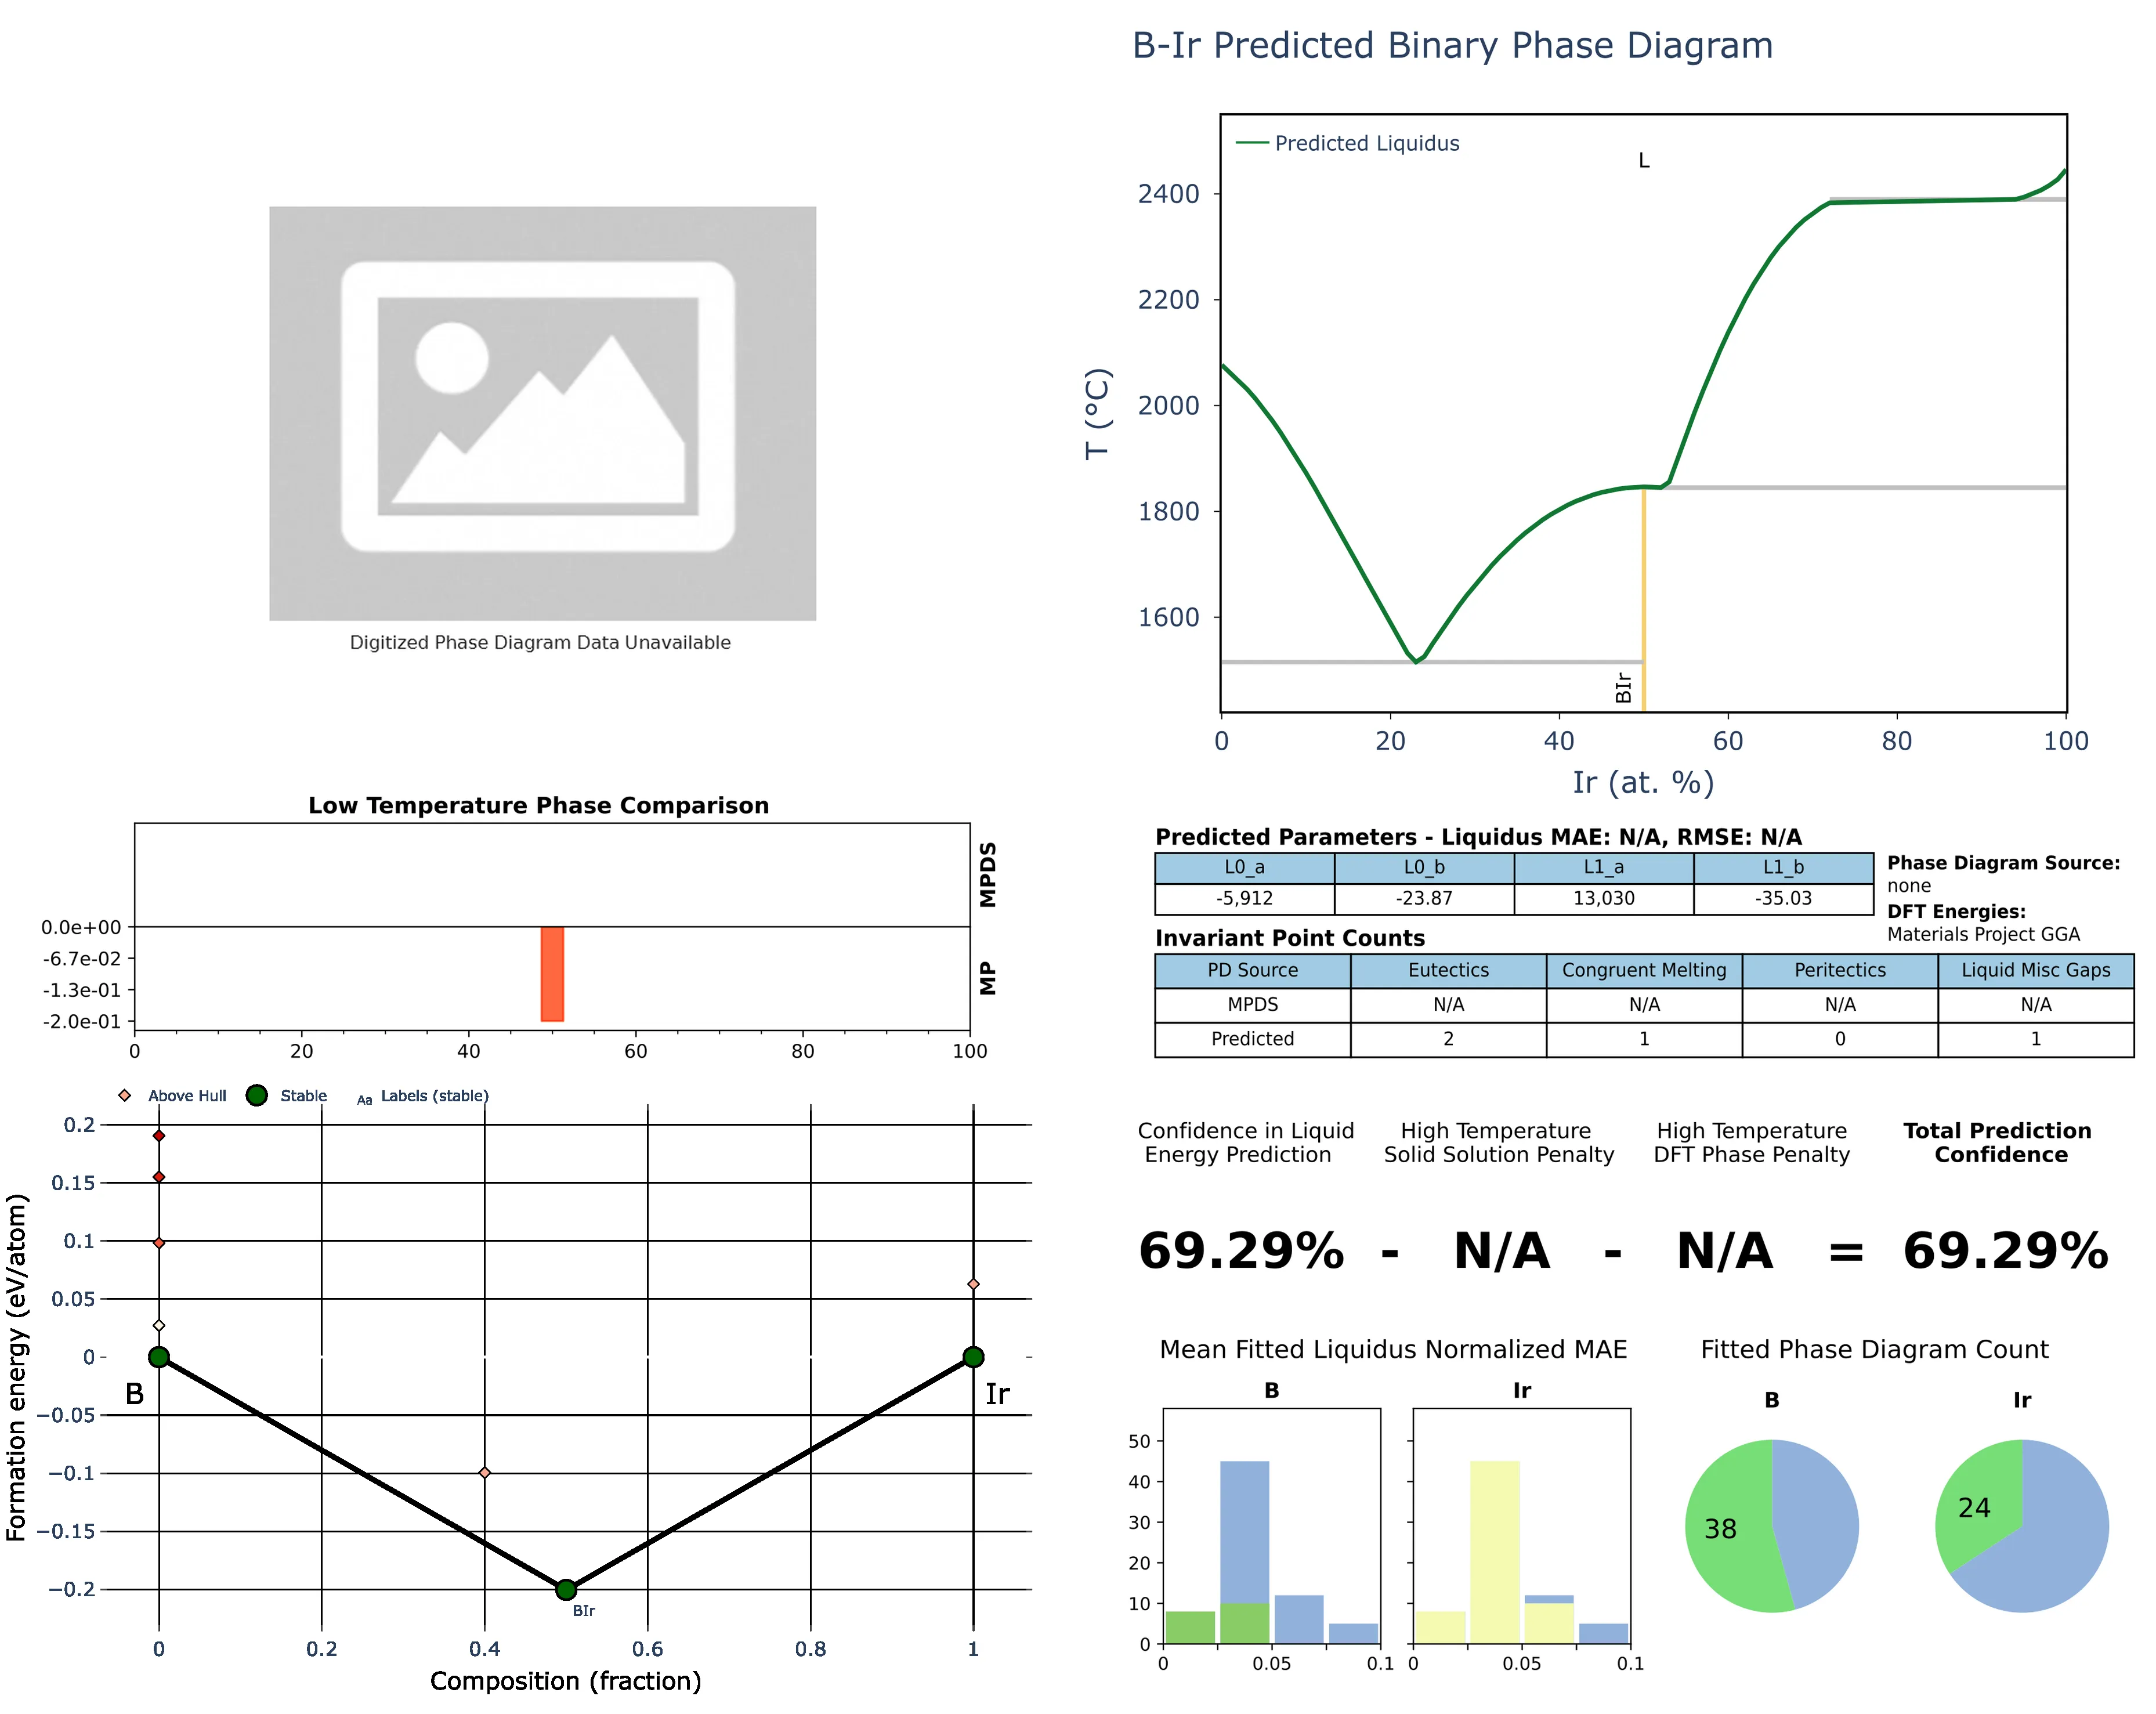 B-Ir Predicted Binary Phase Diagram
Predicted Liquidus
L
2400
2200
2000
1800
1600
T (°C)
BIr
0 20 40 60 80 100
Ir (at. %)
Digitized Phase Diagram Data Unavailable
Low Temperature Phase Comparison
MPDS
MP
0.0e+00
-6.7e-02
-1.3e-01
-2.0e-01
0 20 40 60 80 100
Predicted Parameters - Liquidus MAE: N/A, RMSE: N/A
L0_a L0_b L1_a L1_b
-5,912 -23.87 13,030 -35.03
Phase Diagram Source:
none
DFT Energies:
Materials Project GGA
Invariant Point Counts
PD Source Eutectics Congruent Melting Peritectics Liquid Misc Gaps
MPDS N/A N/A N/A N/A
Predicted 2 1 0 1
Above Hull Stable Aa Labels (stable)
0.2
0.15
0.1
0.05
0
−0.05
−0.1
−0.15
−0.2
Formation energy (eV/atom)
B
Ir
BIr
0 0.2 0.4 0.6 0.8 1
Composition (fraction)
Confidence in Liquid
Energy Prediction
High Temperature
Solid Solution Penalty
High Temperature
DFT Phase Penalty
Total Prediction
Confidence
69.29% - N/A - N/A = 69.29%
Mean Fitted Liquidus Normalized MAE
B
Ir
50
40
30
20
10
0
0 0.05 0.1
0 0.05 0.1
Fitted Phase Diagram Count
B
Ir
38
24